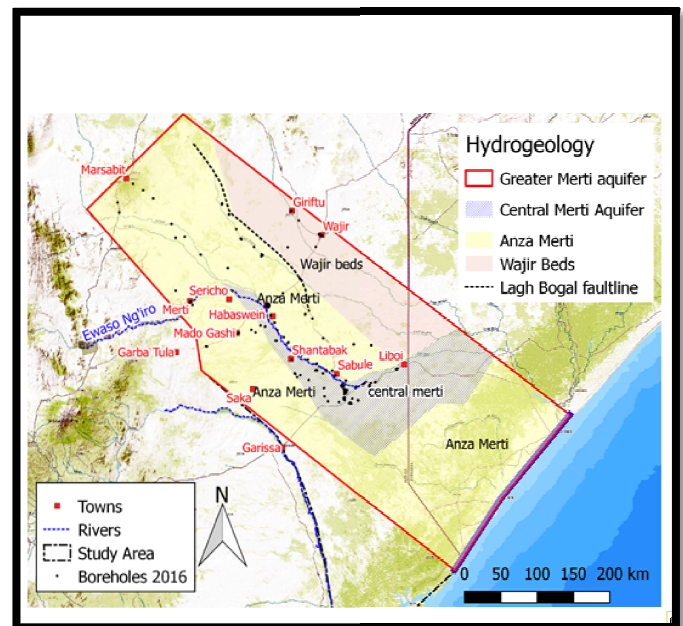 Hydrogeology
Greater Merti aquifer
Central Merti Aquifer
Anza Merti
Wajir Beds
Lagh Bogal faultline
Marsabit
Giriftu
Wajir
Wajir beds
Sericho
Anza Merti
Merti
Habaswein
Ewaso Ng'iro
Mado Gashi
Garba Tula
Shantabak
Liboi
Sabule
Saka
Anza Merti
central merti
Anza Merti
Garissa
Towns
Rivers
Study Area
Boreholes 2016
N
0 50 100 150 200 km